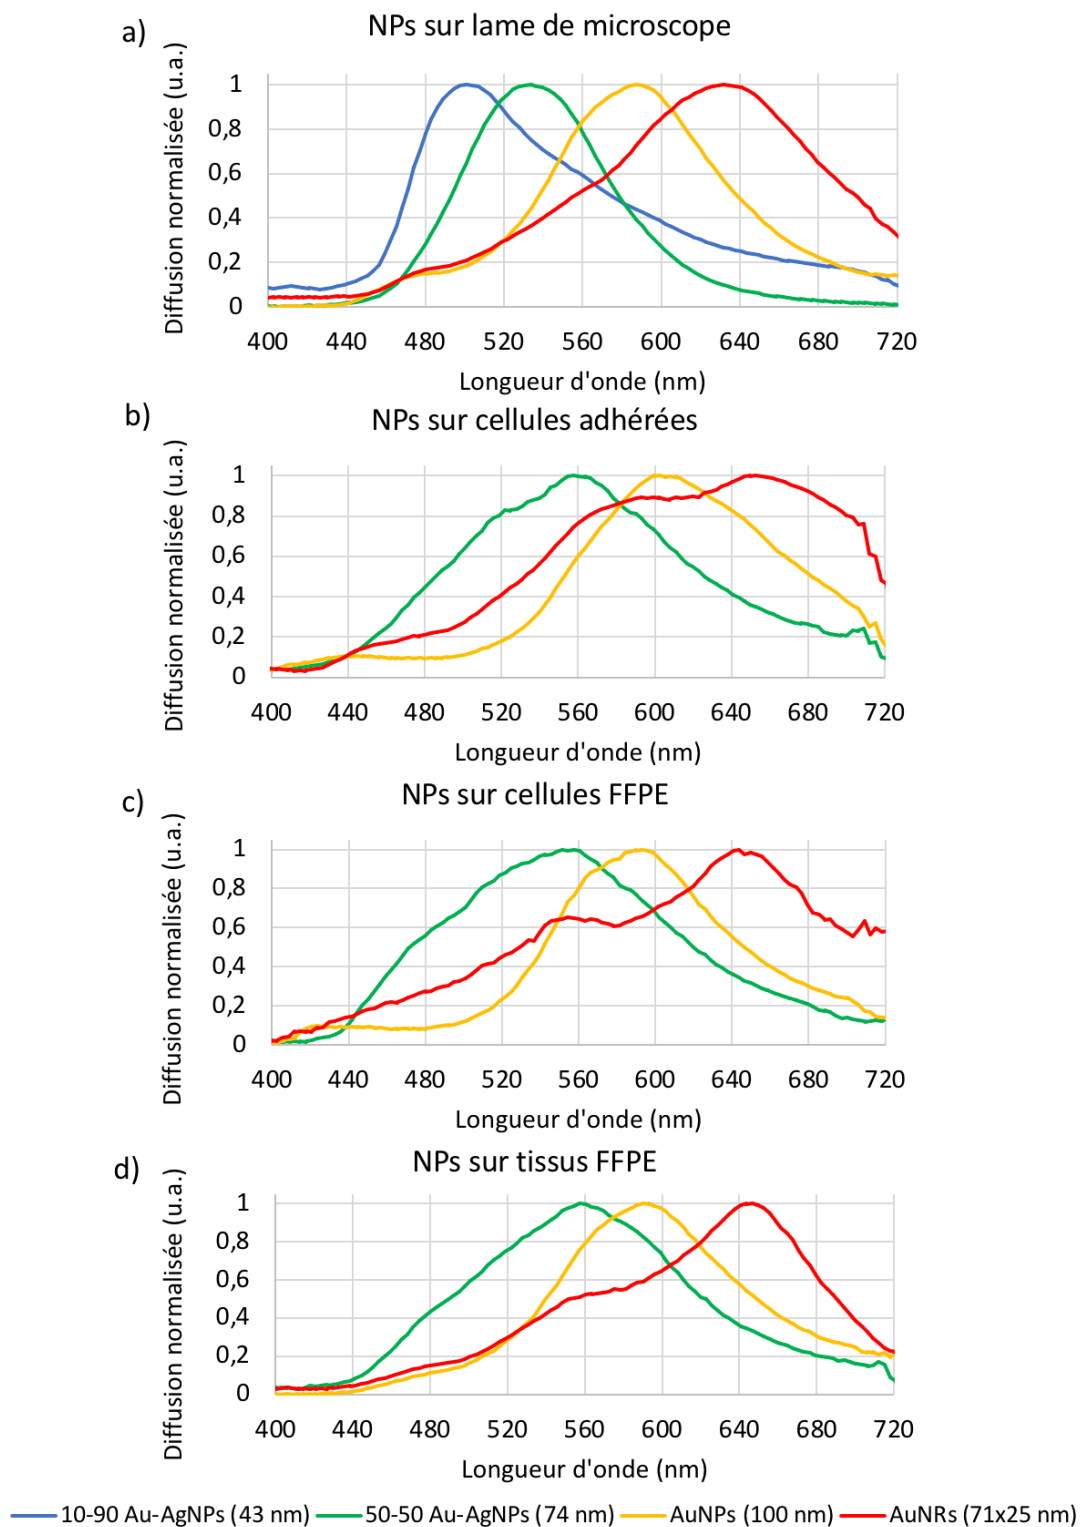 a)
NPs sur lame de microscope
Diffusion normalisée (u.a.)
1
0,8
0,6
0,4
0,2
0
400 440 480 520 560 600 640 680 720
Longueur d'onde (nm)
b)
NPs sur cellules adhérées
Diffusion normalisée (u.a.)
1
0,8
0,6
0,4
0,2
0
400 440 480 520 560 600 640 680 720
Longueur d'onde (nm)
c)
NPs sur cellules FFPE
Diffusion normalisée (u.a.)
1
0,8
0,6
0,4
0,2
0
400 440 480 520 560 600 640 680 720
Longueur d'onde (nm)
d)
NPs sur tissus FFPE
Diffusion normalisée (u.a.)
1
0,8
0,6
0,4
0,2
0
400 440 480 520 560 600 640 680 720
Longueur d'onde (nm)
10-90 Au-AgNPs (43 nm) 50-50 Au-AgNPs (74 nm) AuNPs (100 nm) AuNRs (71x25 nm)